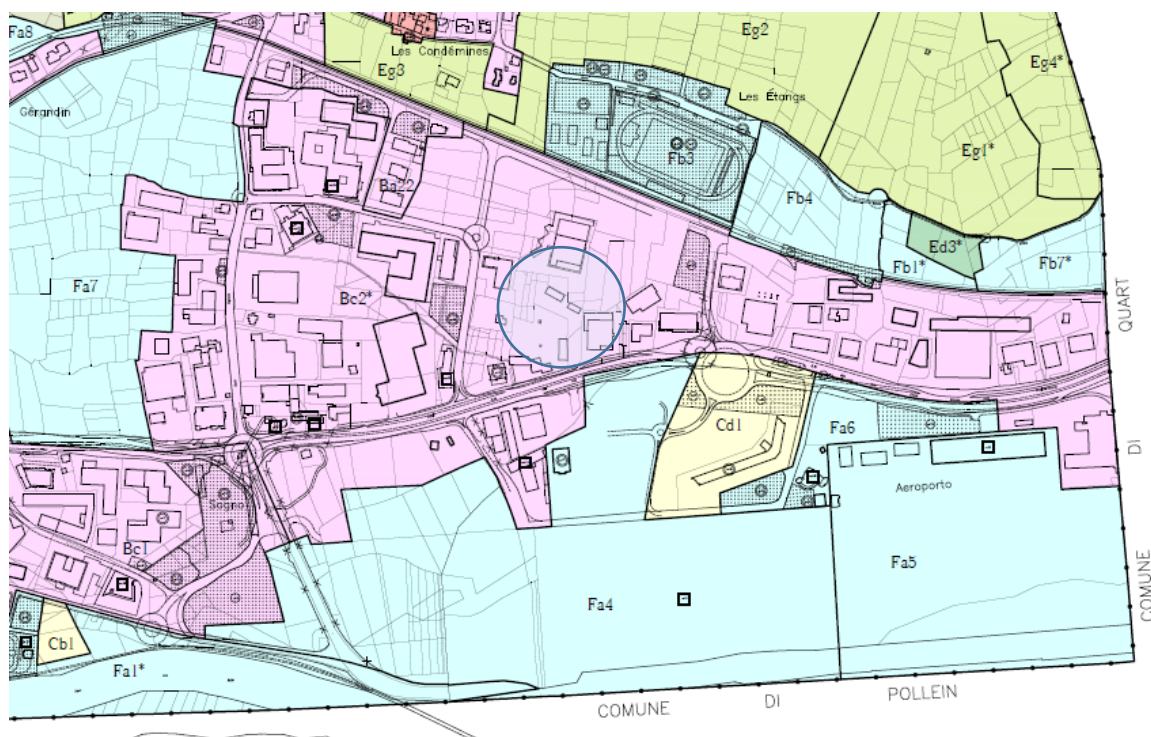 Fa8
Les Condémines
Eg2
Eg3
Eg4*
Les Étangs
Gérandin
Fb3
Eg1*
Ba22
Fb4
Ed3*
Fb1*
Fb7*
Fa7
Bc2*
QUART
DI
COMUNE
Cd1
Fa6
Aeroporto
Sogno
Bc1
Fa5
Fa4
Cb1
Fa1*
COMUNE DI POLLEIN